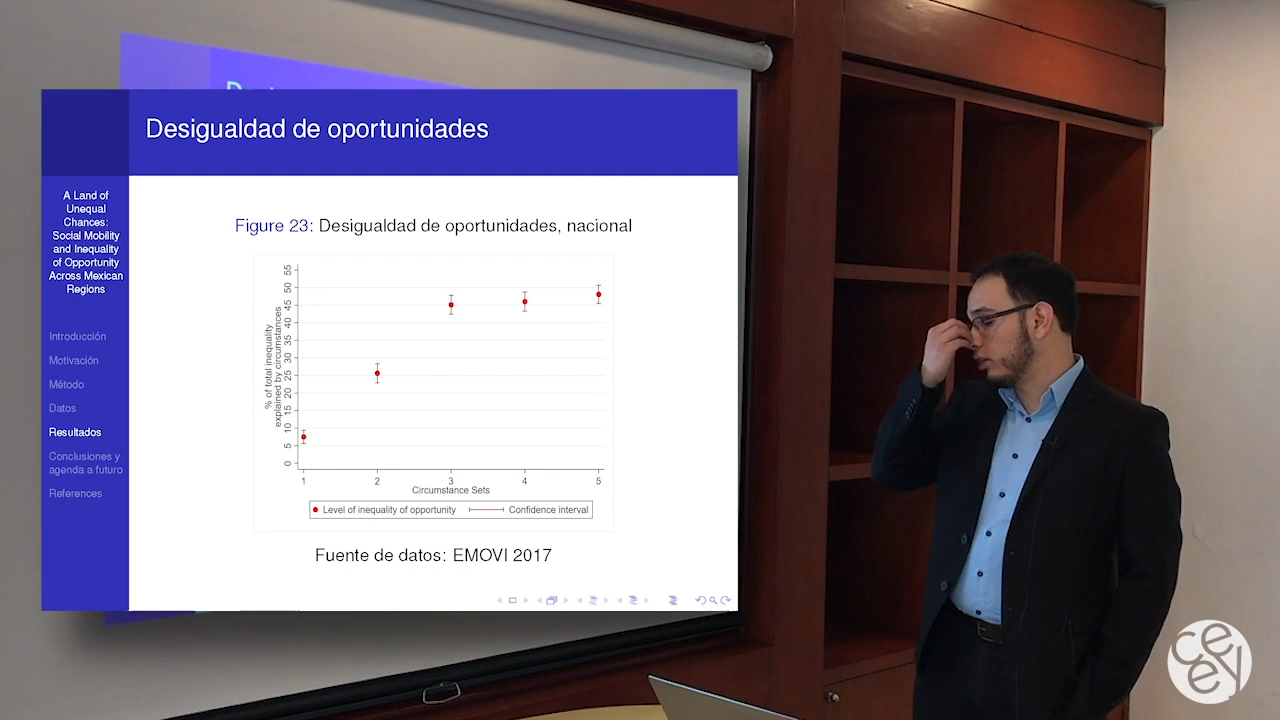 Desigualdad de oportunidades
A Land of
Unequal
Chances:
Social Mobility
and Inequality
of Opportunity
Across Mexican
Regions
Introducción
Motivación
Método
Datos
Resultados
Conclusiones y
agenda a futuro
References
Figure 23: Desigualdad de oportunidades, nacional
% of total inequality
explained by circumstances
55
50
45
40
35
30
25
20
15
10
5
0
1 2 3 4 5
Circumstance Sets
Level of inequality of opportunity Confidence interval
Fuente de datos: EMOVI 2017
ceey